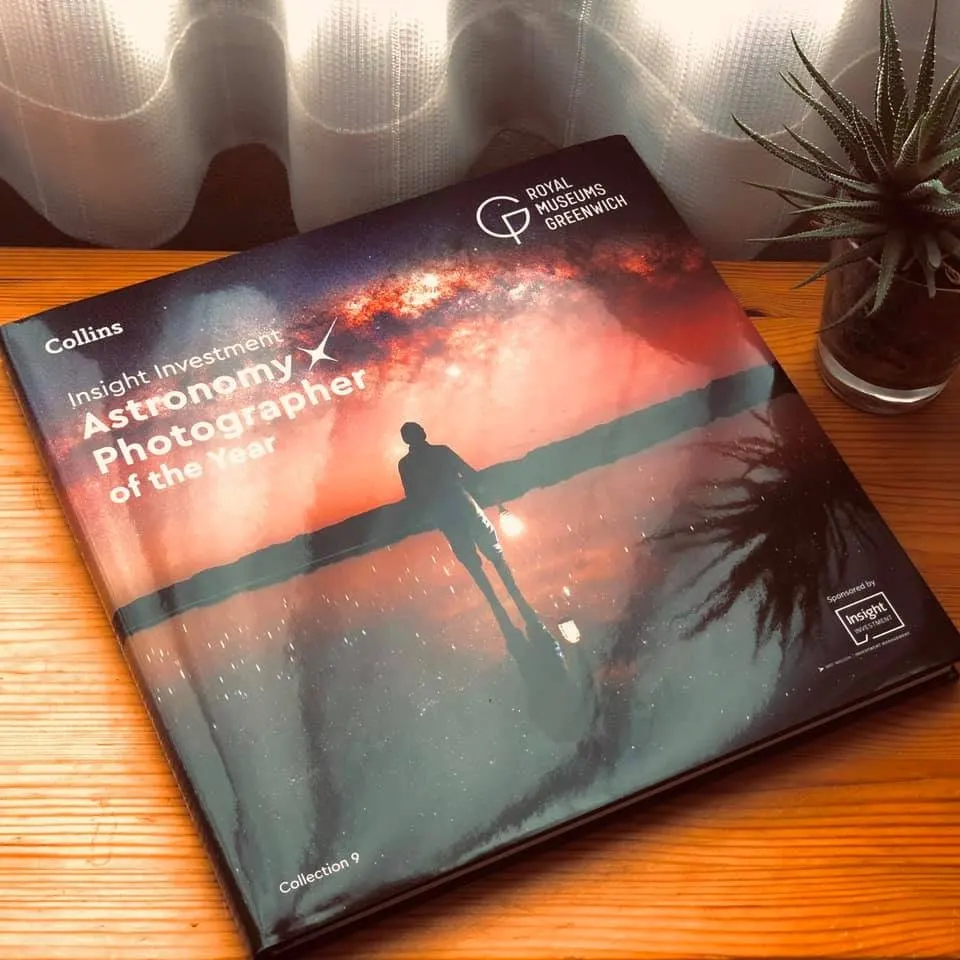 ROYAL
MUSEUMS
GREENWICH
Collins
Insight Investment
Astronomy
Photographer
of the Year
Sponsored by
Insight
INVESTMENT
Collection 9